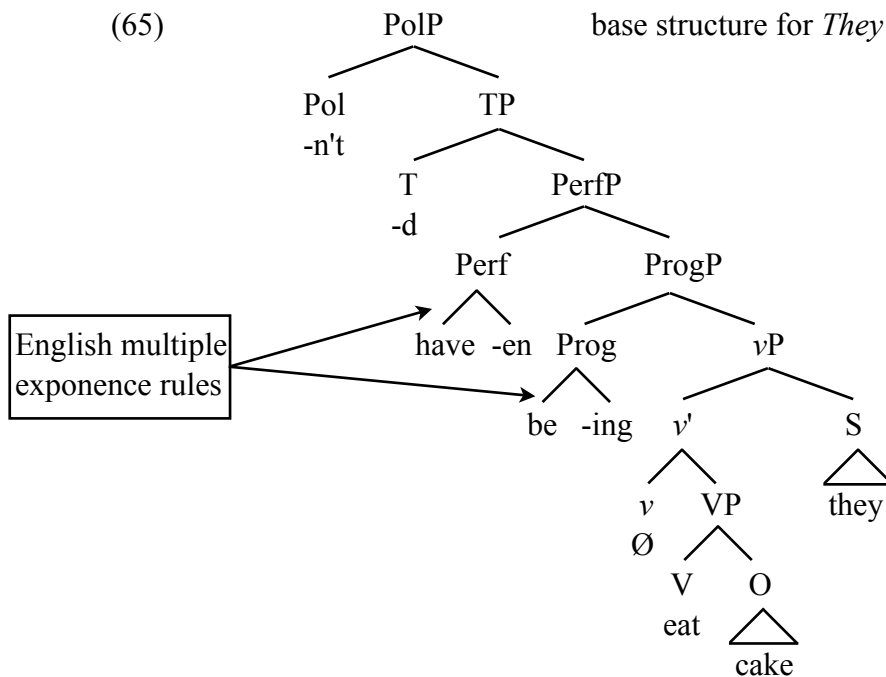 (65) PolP base structure for They
Pol TP
-n't
T PerfP
-d
Perf ProgP
English multiple
exponence rules
have -en Prog vP
be -ing v' S
v VP they
Ø
V O
eat
cake